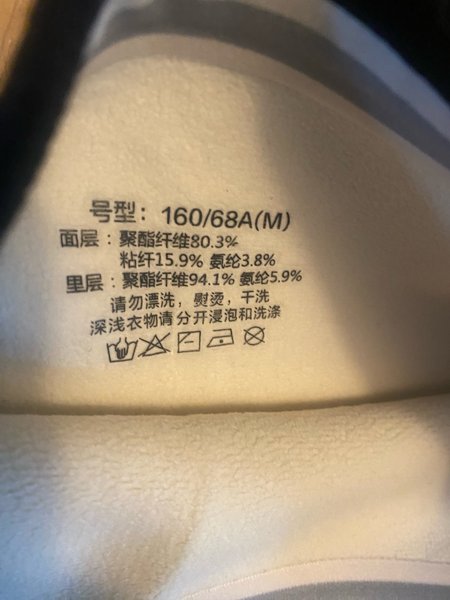 号型：160/68A(M)
面层：聚酯纤维80.3%
粘纤15.9% 氨纶3.8%
里层：聚酯纤维94.1% 氨纶5.9%
请勿漂洗，熨烫，干洗
深浅衣物请分开浸泡和洗涤